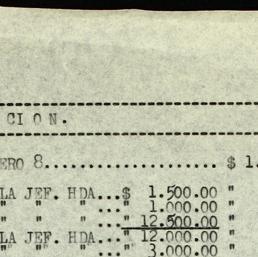 CION.
ERO 8.................... $ 1.
LA JEF. HDA...$ 1.500.00 "
" " "...." 1.000.00 "
" " "...." 12.500.00 "
LA JEF. HDA..." 12.000.00 "
" " "...." 3.000.00 "